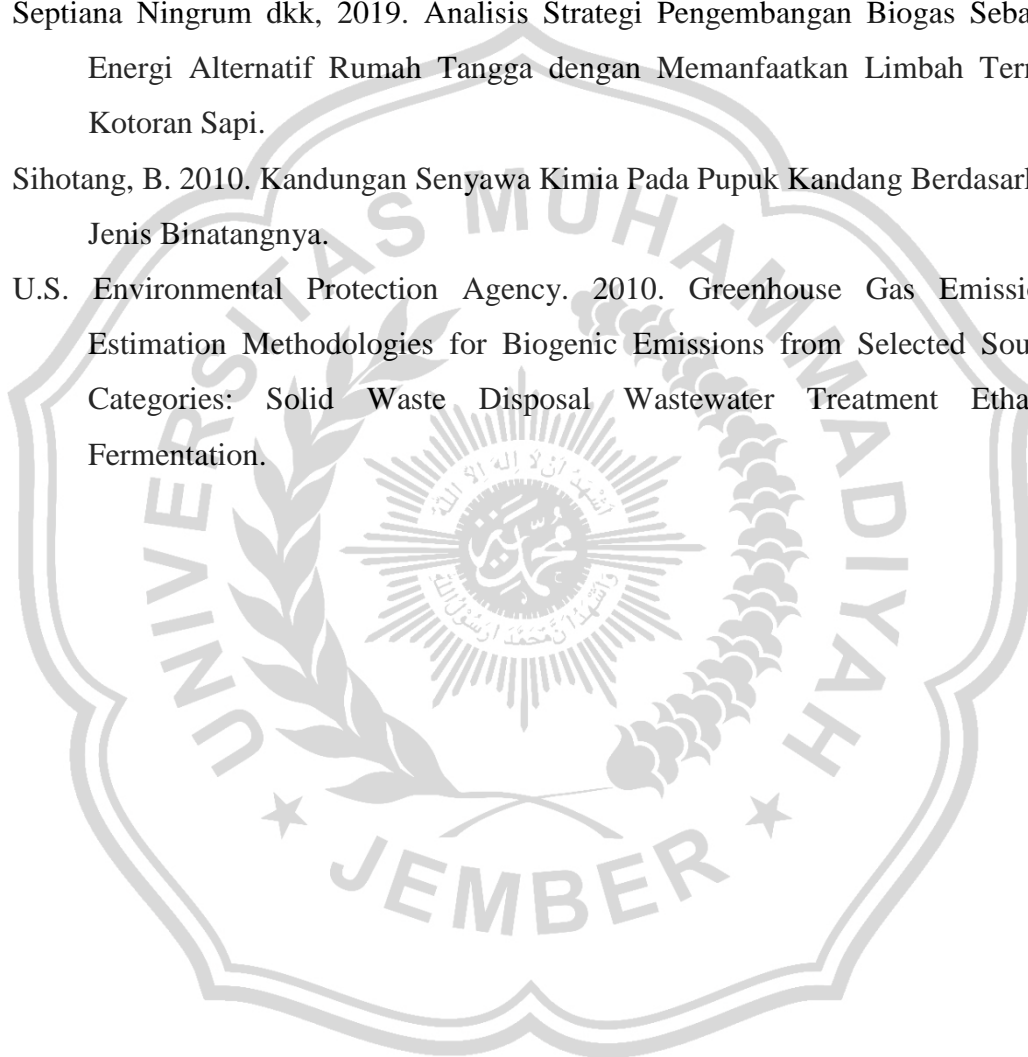 Septiana Ningrum dkk, 2019. Analisis Strategi Pengembangan Biogas Seba
Energi Alternatif Rumah Tangga dengan Memanfaatkan Limbah Ter
Kotoran Sapi.
Sihotang, B. 2010. Kandungan Senyawa Kimia Pada Pupuk Kandang Berdasar
Jenis Binatangnya.
U.S. Environmental Protection Agency. 2010. Greenhouse Gas Emissi
Estimation Methodologies for Biogenic Emissions from Selected Sou
Categories: Solid Waste Disposal Wastewater Treatment Etha
Fermentation.
UNIVERSITAS MUHAMMADIYAH
JEMBER